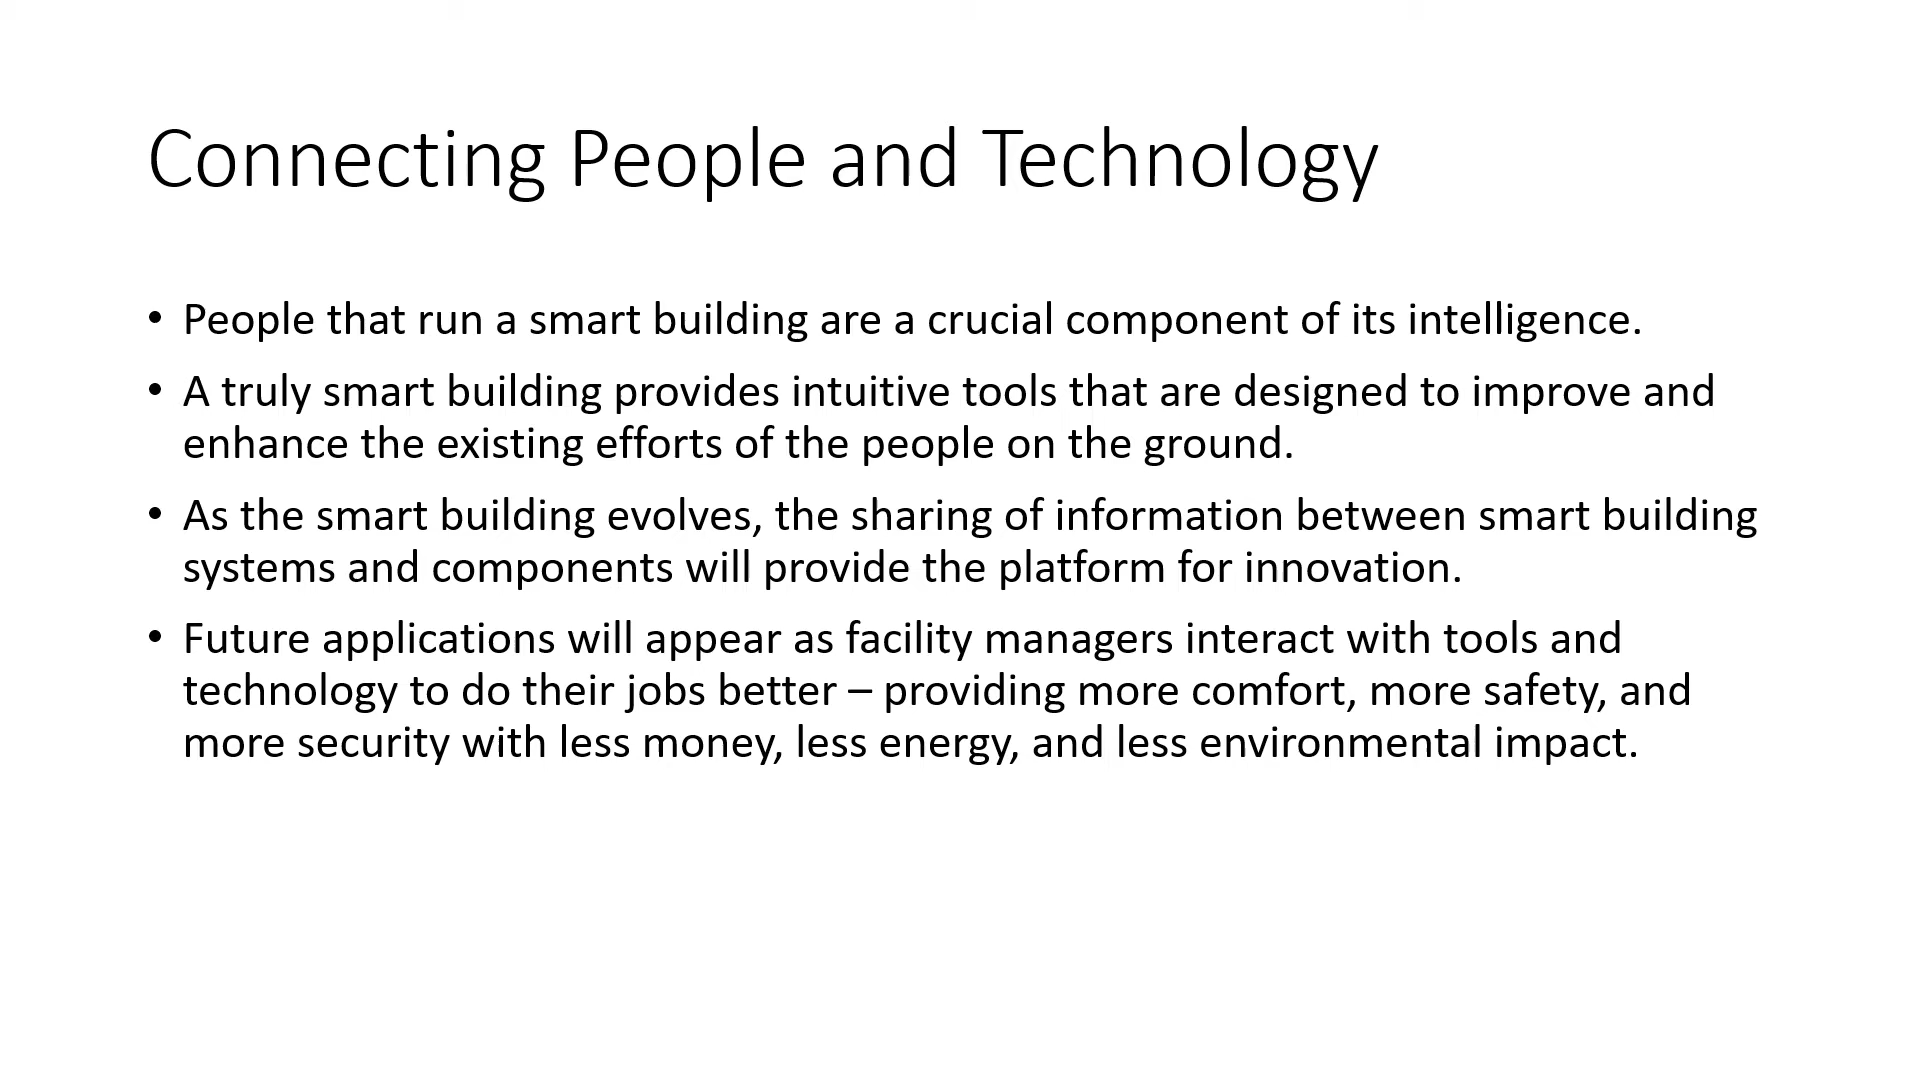 Connecting People and Technology
• People that run a smart building are a crucial component of its intelligence.
• A truly smart building provides intuitive tools that are designed to improve and
enhance the existing efforts of the people on the ground.
• As the smart building evolves, the sharing of information between smart building
systems and components will provide the platform for innovation.
• Future applications will appear as facility managers interact with tools and
technology to do their jobs better – providing more comfort, more safety, and
more security with less money, less energy, and less environmental impact.